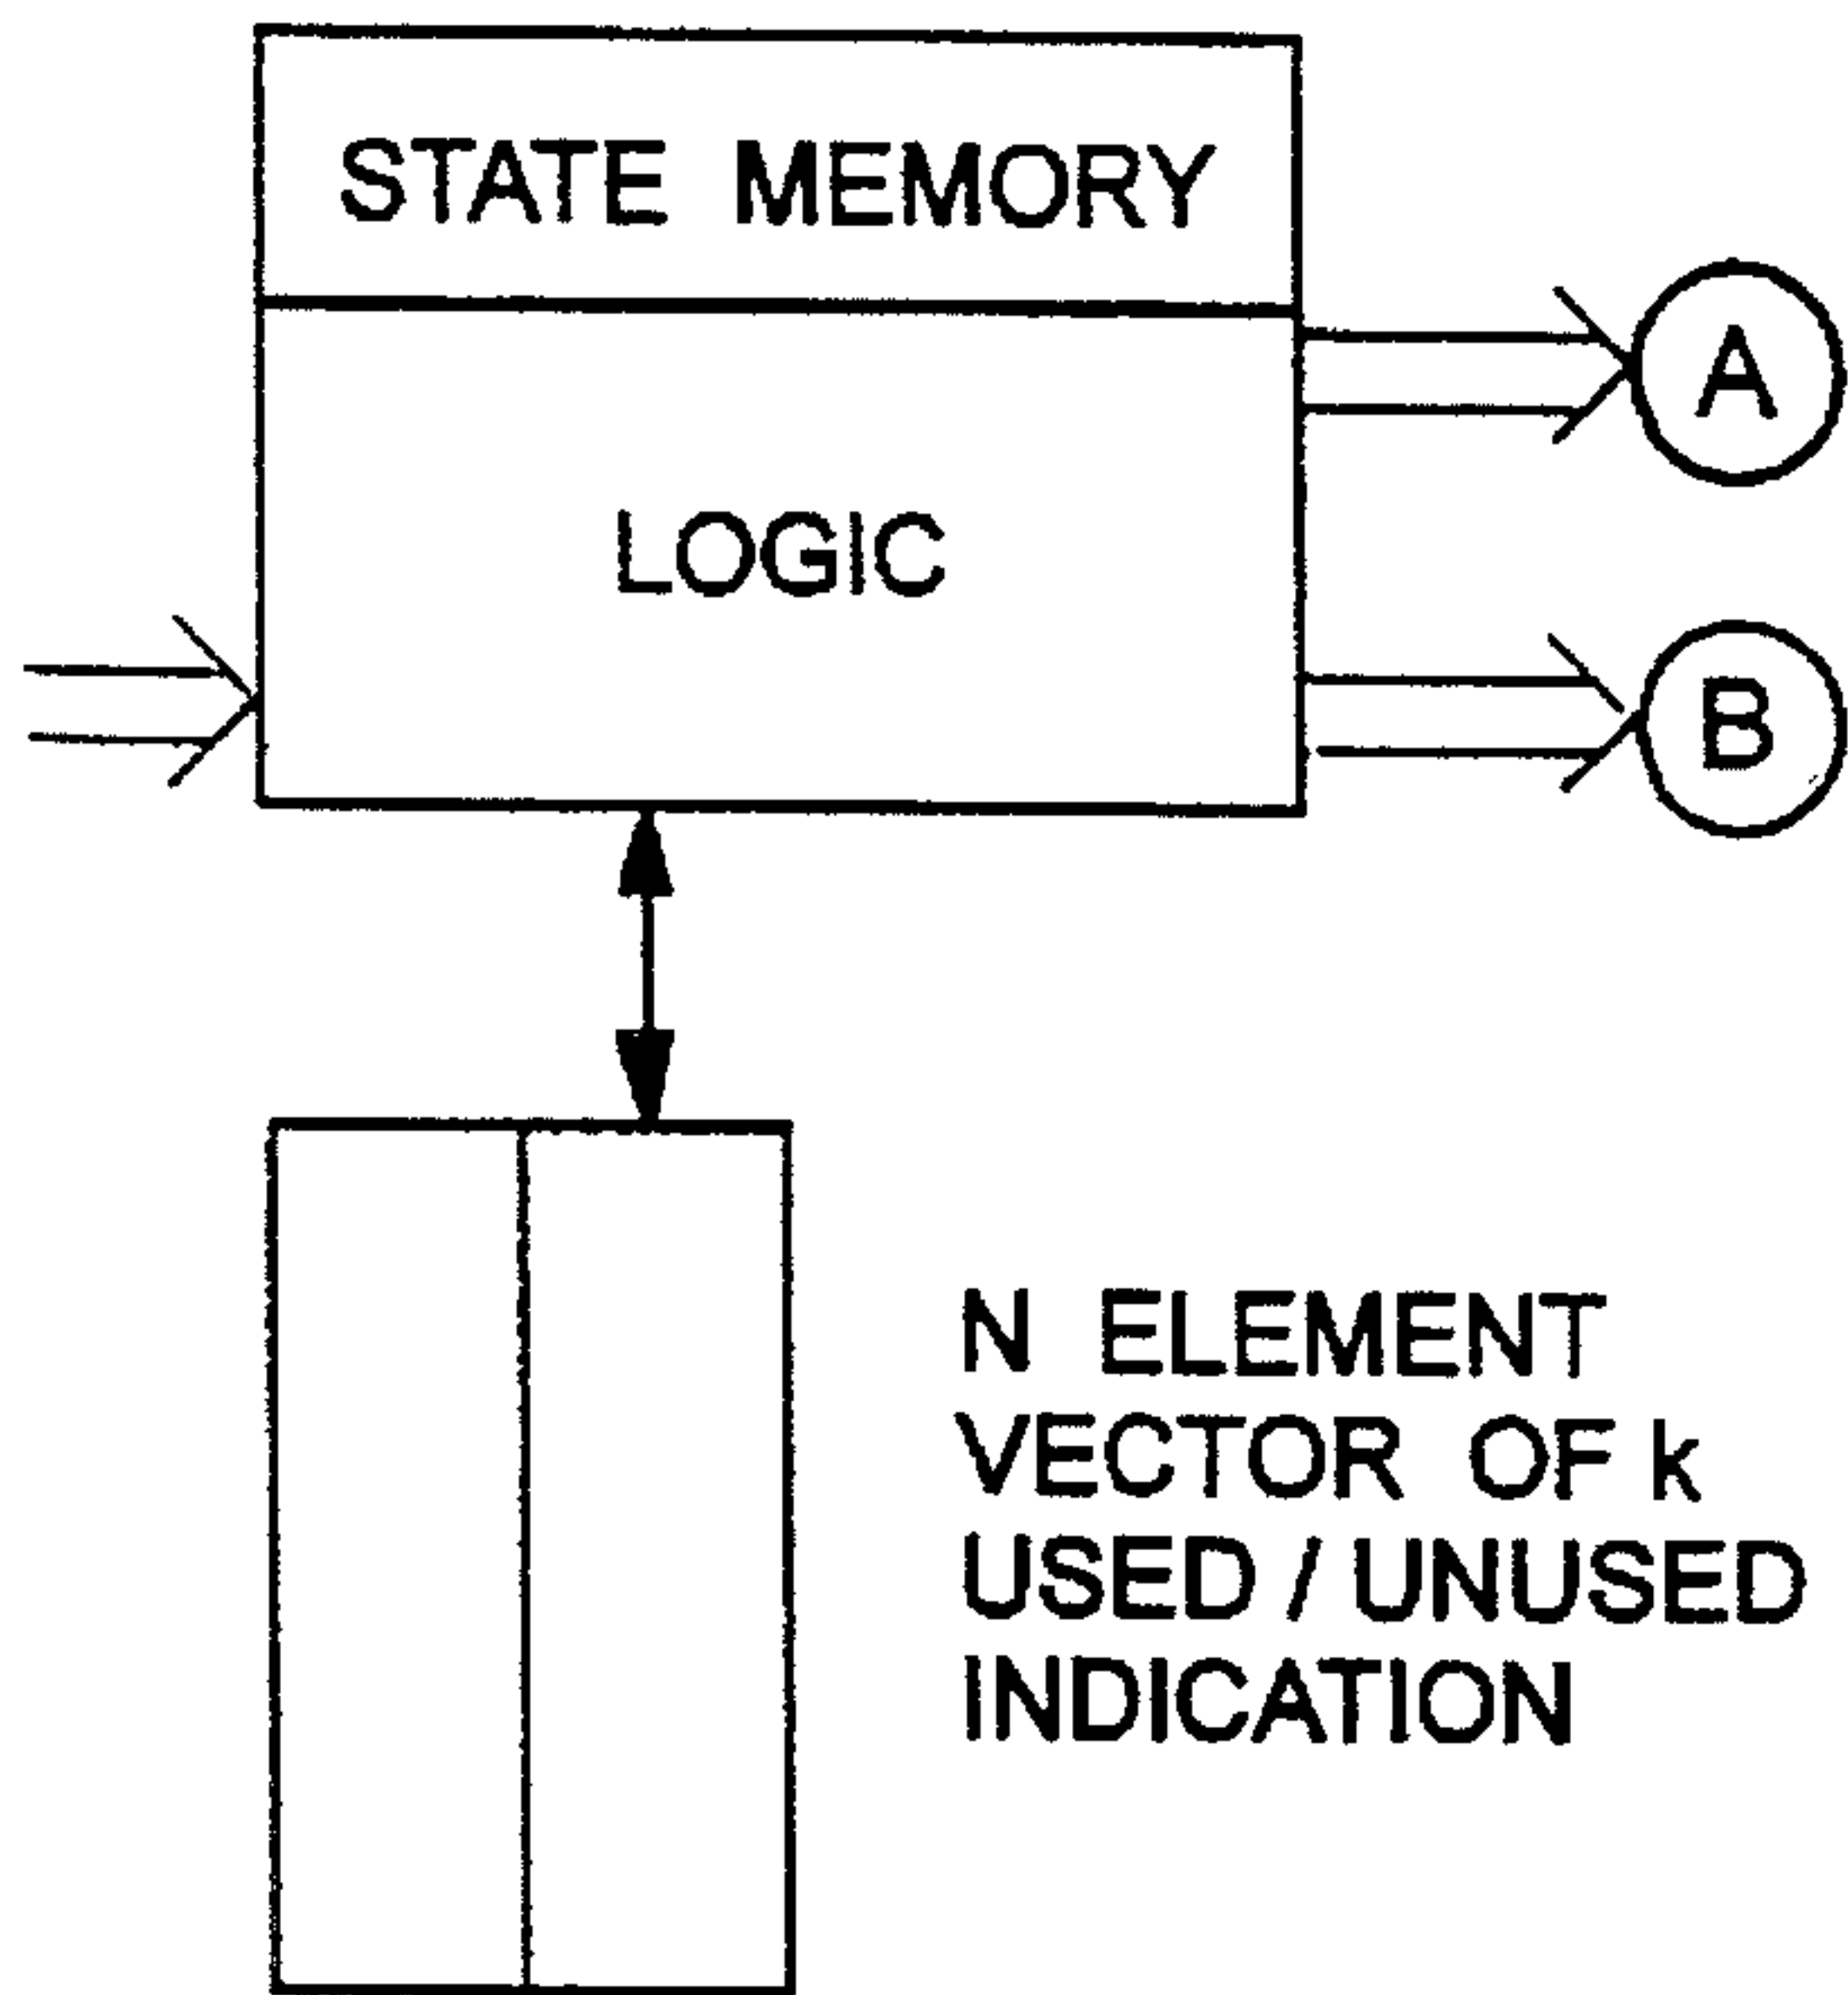 STATE MEMORY
A
LOGIC
B
N ELEMENT
VECTOR OF k
USED / UNUSED
INDICATION